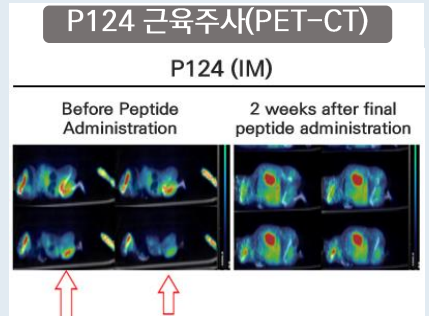 P124 근육주사(PET-CT)
P124 (IM)
Before Peptide
Administration
2 weeks after final
peptide administration